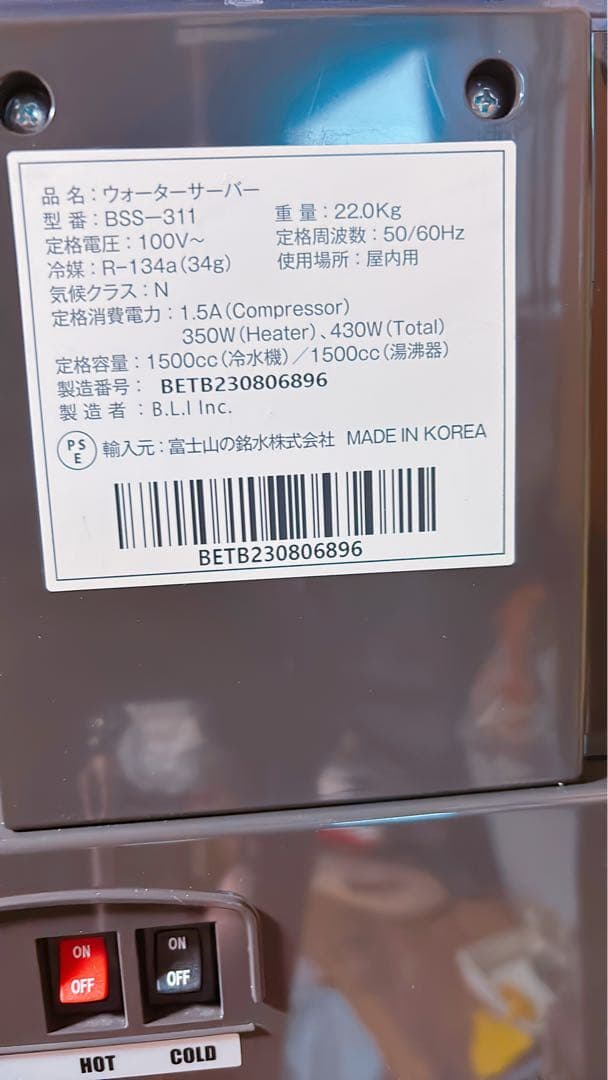 品 名：ウォーターサーバー
型 番：BSS-311 重 量：22.0Kg
定格電圧：100V～ 定格周波数：50/60Hz
冷媒：R-134a(34g) 使用場所：屋内用
気候クラス：N
定格消費電力：1.5A(Compressor)
350W(Heater)、430W(Total)
定格容量：1500cc(冷水機)／1500cc(湯沸器)
製造番号： BETB230806896
製 造 者 ：B.L.I Inc.
PS
E 輸入元：富士山の銘水株式会社 MADE IN KOREA
BETB230806896
ON ON
OFF OFF
HOT COLD